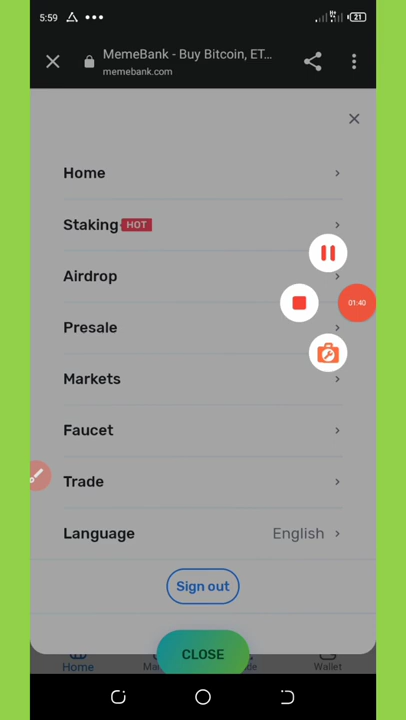 5:59
21
MemeBank - Buy Bitcoin, ET...
memebank.com
Home
Staking HOT
Airdrop
01:40
Presale
Markets
Faucet
Trade
Language English
Sign out
CLOSE
Home
Wallet